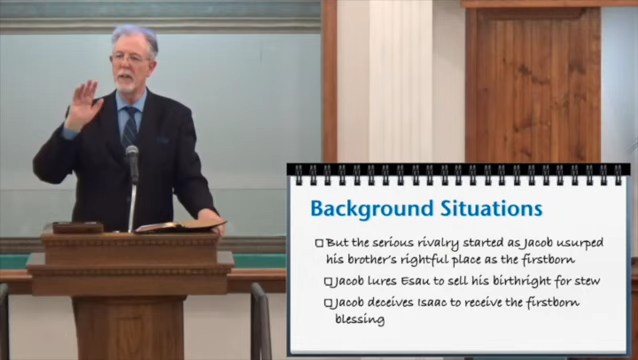 Background Situations
But the serious rivalry started as Jacob usurped
his brother's rightful place as the firstborn
Jacob lures Esau to sell his birthright for stew
Jacob deceives Isaac to receive the firstborn
blessing